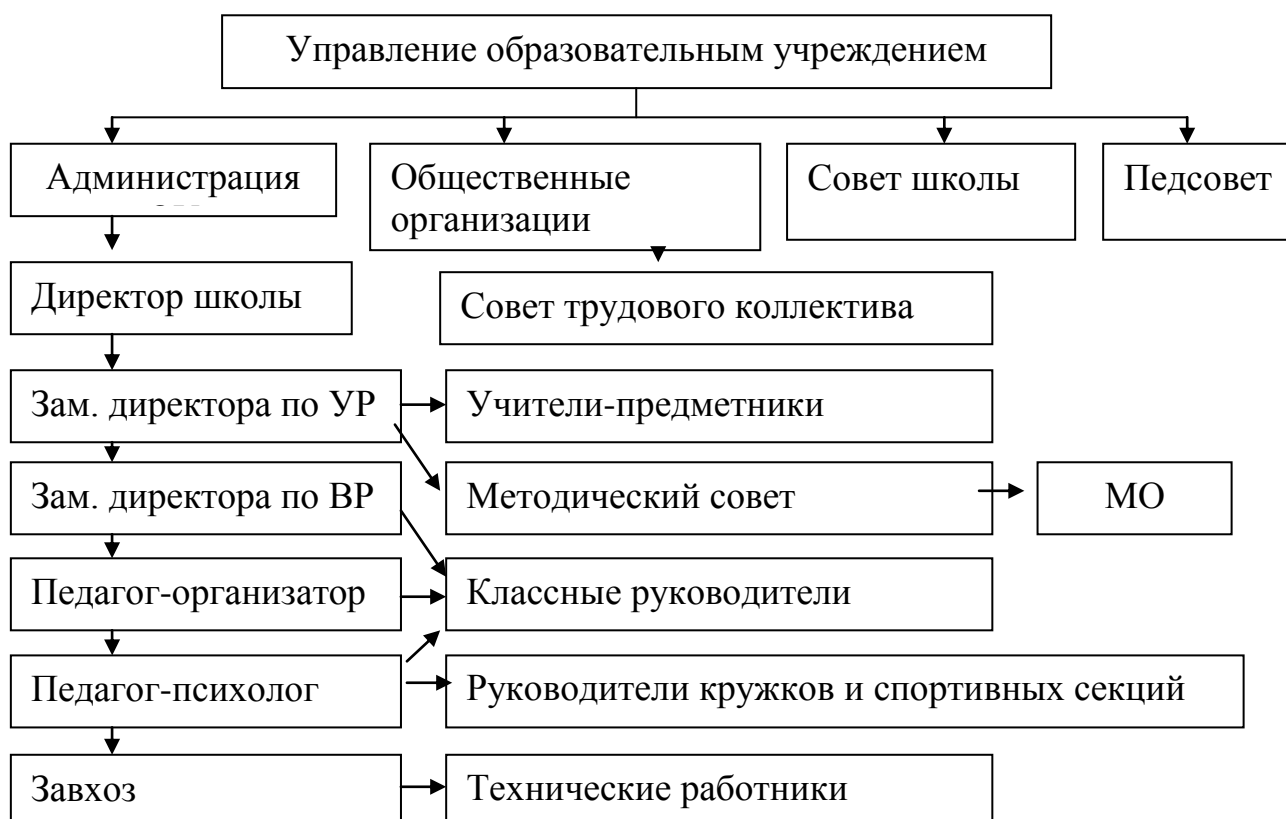 Управление образовательным учреждением
Администрация
Общественные
организации
Совет школы
Педсовет
Директор школы
Совет трудового коллектива
Зам. директора по УР
Учители-предметники
Зам. директора по ВР
Методический совет
МО
Педагог-организатор
Классные руководители
Педагог-психолог
Руководители кружков и спортивных секций
Завхоз
Технические работники